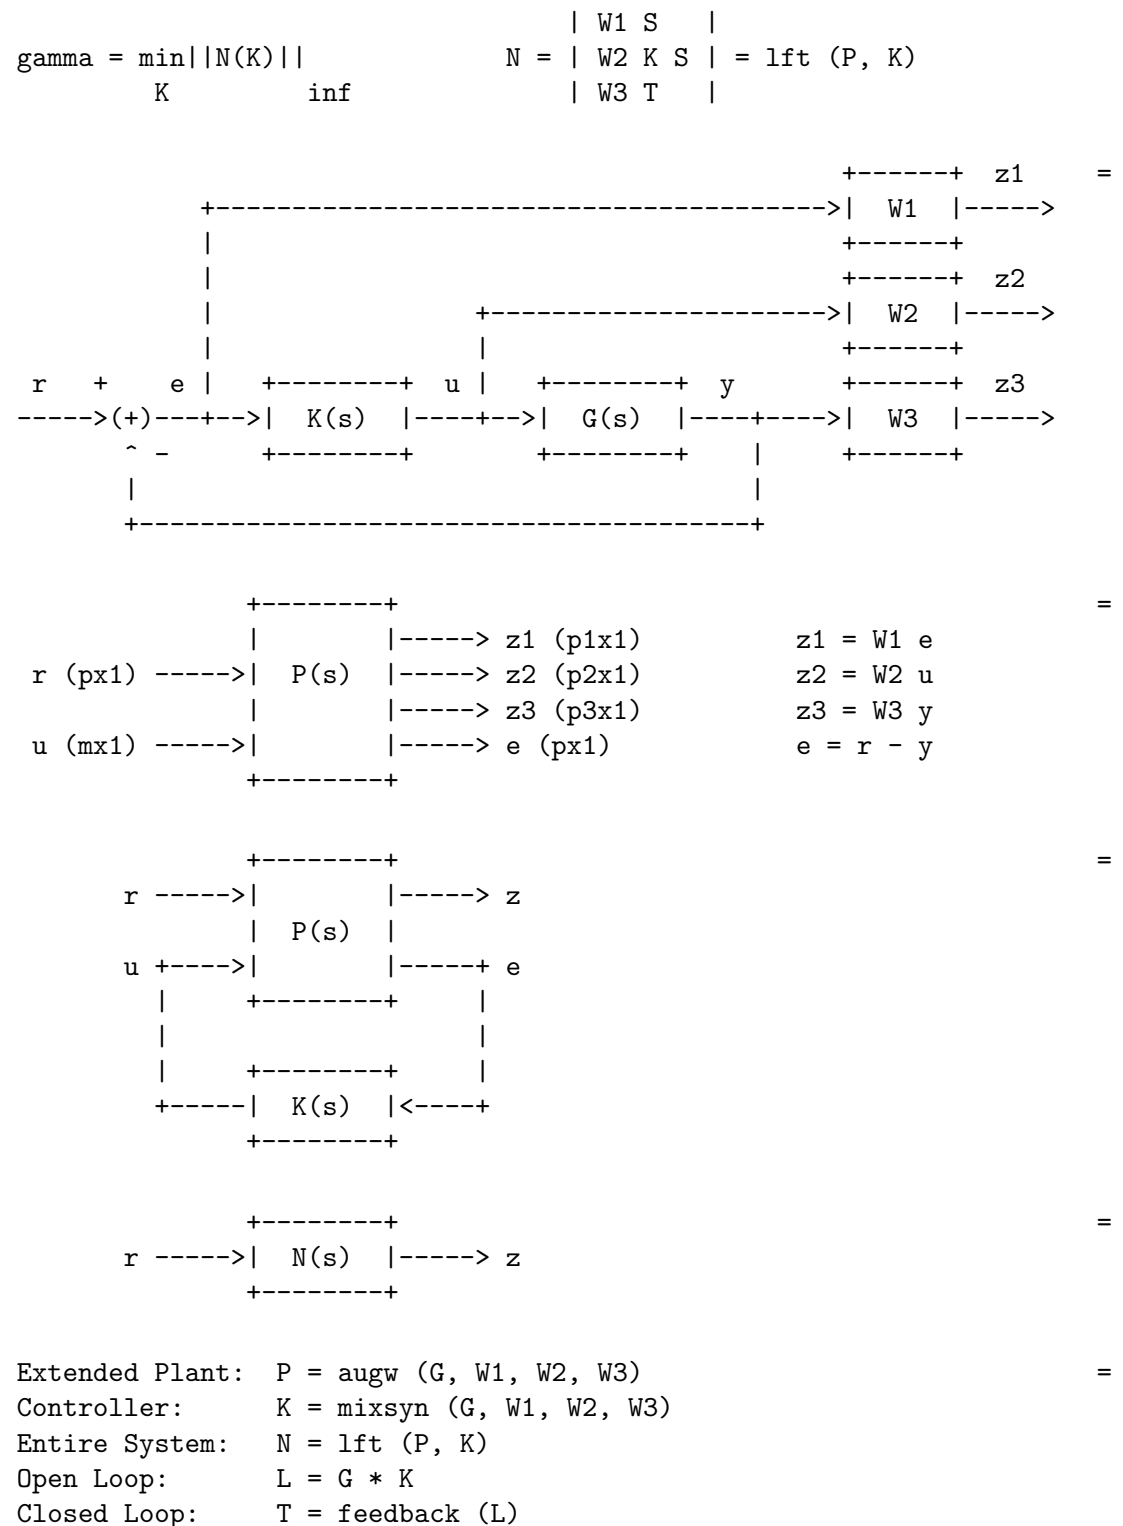 | W1 S   |
gamma = min||N(K)||             N = | W2 K S | = lft (P, K)
         K         inf              | W3 T   |
                                                      +------+  z1     =
            +---------------------------------------->|  W1  |----->
            |                                         +------+
            |                                         +------+  z2
            |                 +---------------------->|  W2  |----->
            |                 |                       +------+
 r   +    e |   +--------+  u |   +--------+  y       +------+  z3
----->(+)---+-->|  K(s)  |----+-->|  G(s)  |----+---->|  W3  |----->
       ^ -      +--------+        +--------+    |     +------+
       |                                        |
       +----------------------------------------+
               +--------+                                              =
               |        |-----> z1 (p1x1)          z1 = W1 e
 r (px1) ----->|  P(s)  |-----> z2 (p2x1)          z2 = W2 u
               |        |-----> z3 (p3x1)          z3 = W3 y
 u (mx1) ----->|        |-----> e (px1)            e = r - y
               +--------+
               +--------+                                              =
       r ----->|        |-----> z
               |  P(s)  |
       u +---->|        |-----+ e
         |     +--------+     |
         |                    |
         |     +--------+     |
         +-----|  K(s)  |<----+
               +--------+
               +--------+                                              =
       r ----->|  N(s)  |-----> z
               +--------+
Extended Plant:  P = augw (G, W1, W2, W3)                              =
Controller:      K = mixsyn (G, W1, W2, W3)
Entire System:   N = lft (P, K)
Open Loop:       L = G * K
Closed Loop:     T = feedback (L)